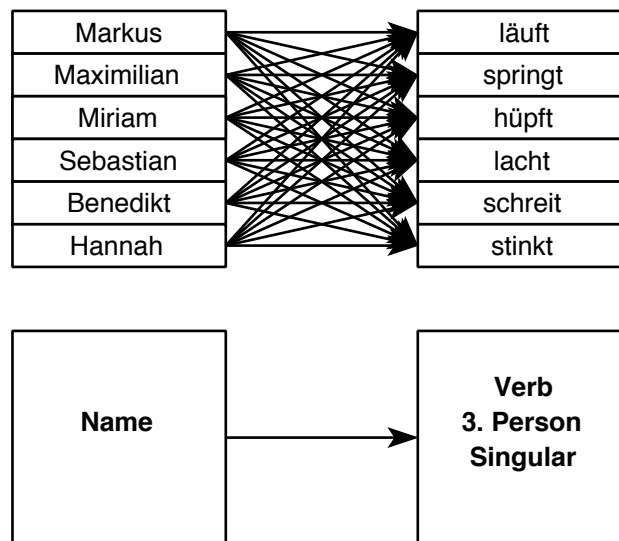 Markus
Maximilian
Miriam
Sebastian
Benedikt
Hannah
läuft
springt
hüpft
lacht
schreit
stinkt
Name
Verb
3. Person
Singular